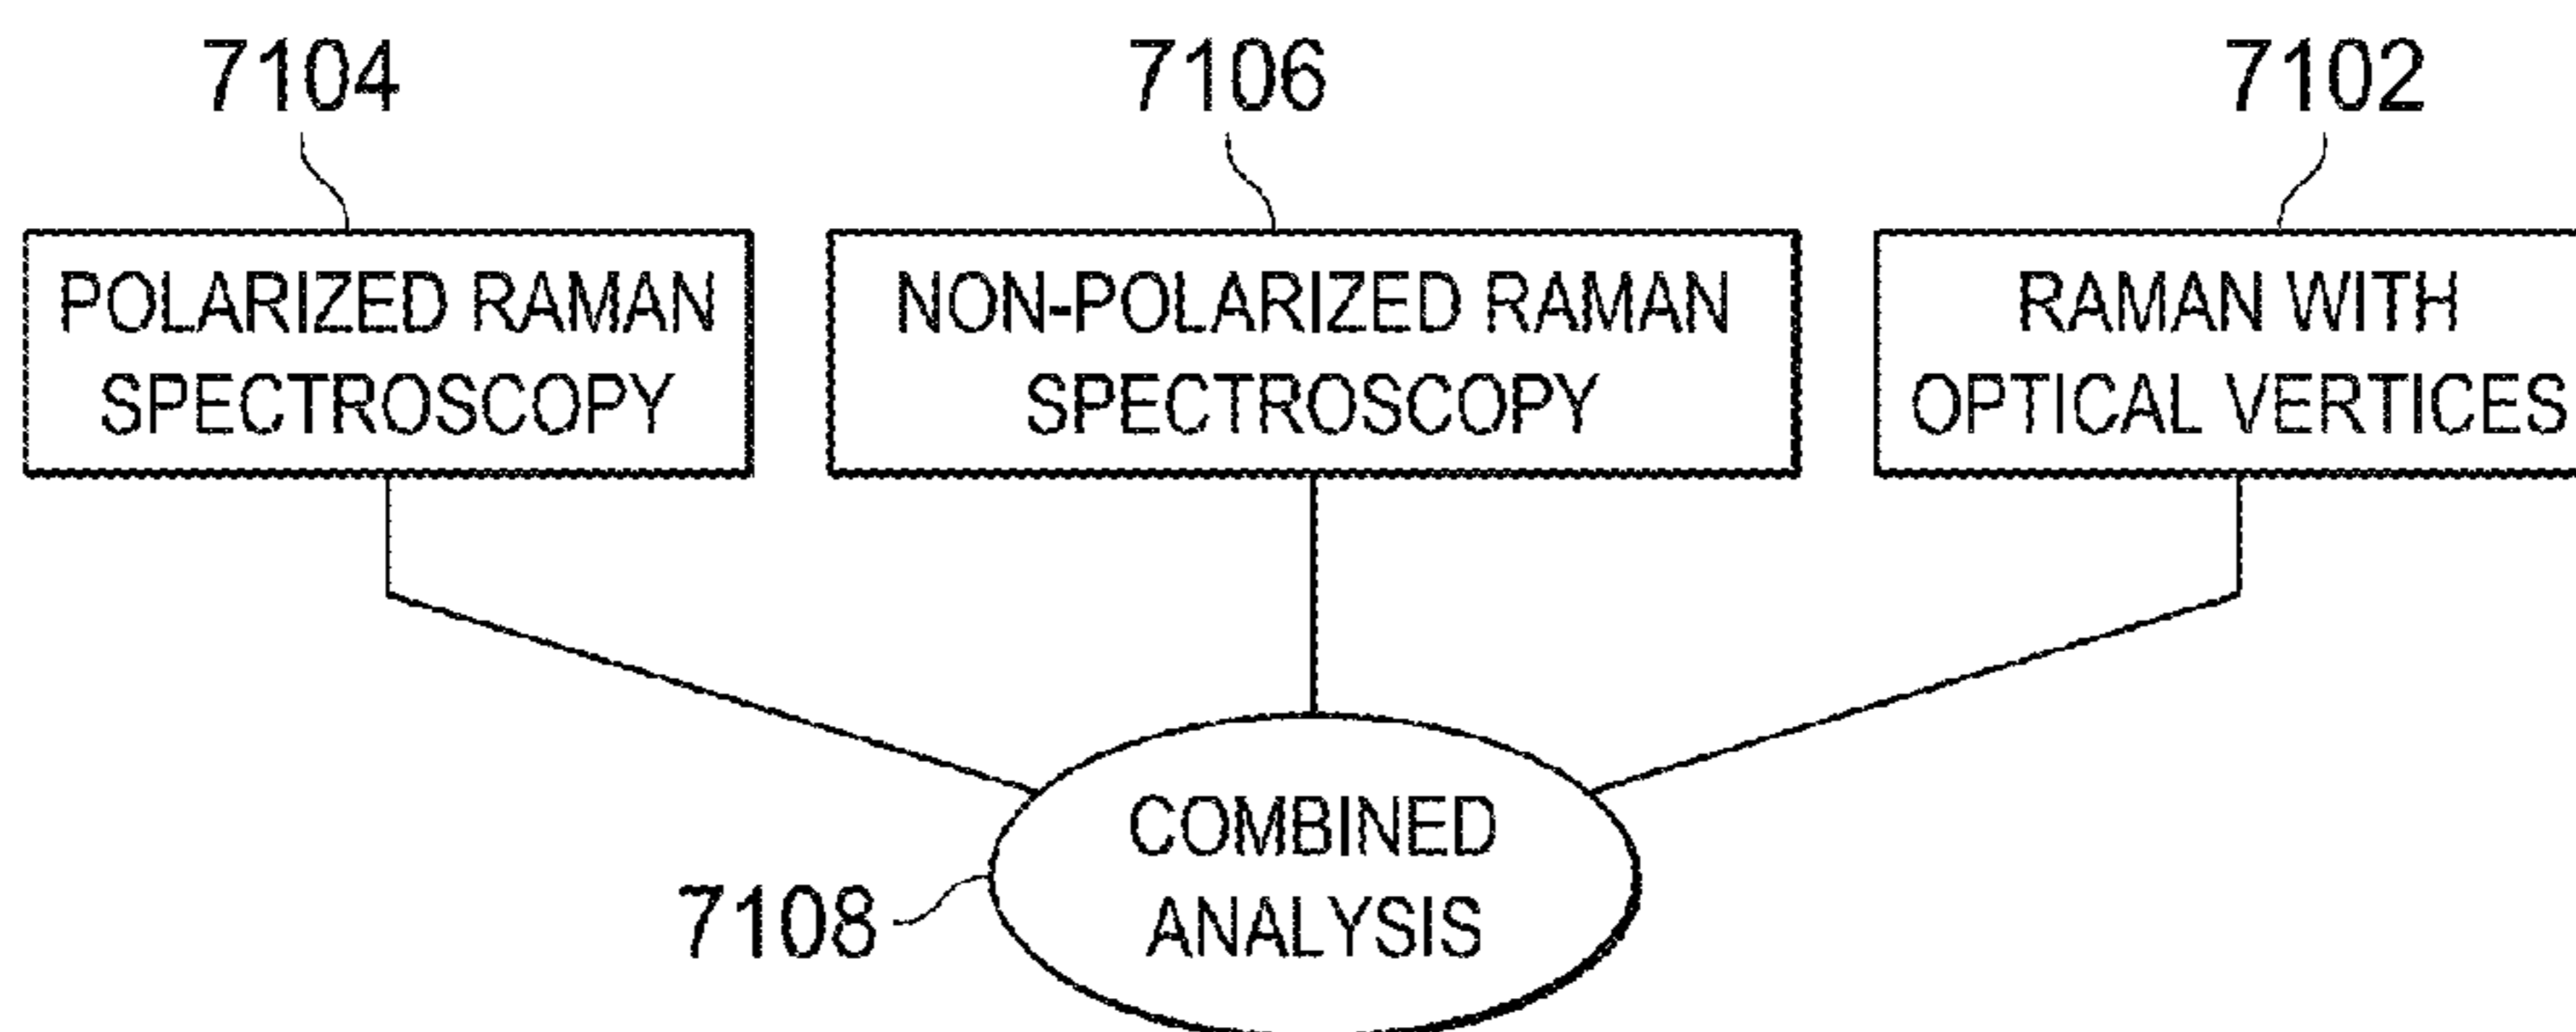 7104
7106
7102
POLARIZED RAMAN
SPECTROSCOPY
NON-POLARIZED RAMAN
SPECTROSCOPY
RAMAN WITH
OPTICAL VERTICES
7108
COMBINED
ANALYSIS